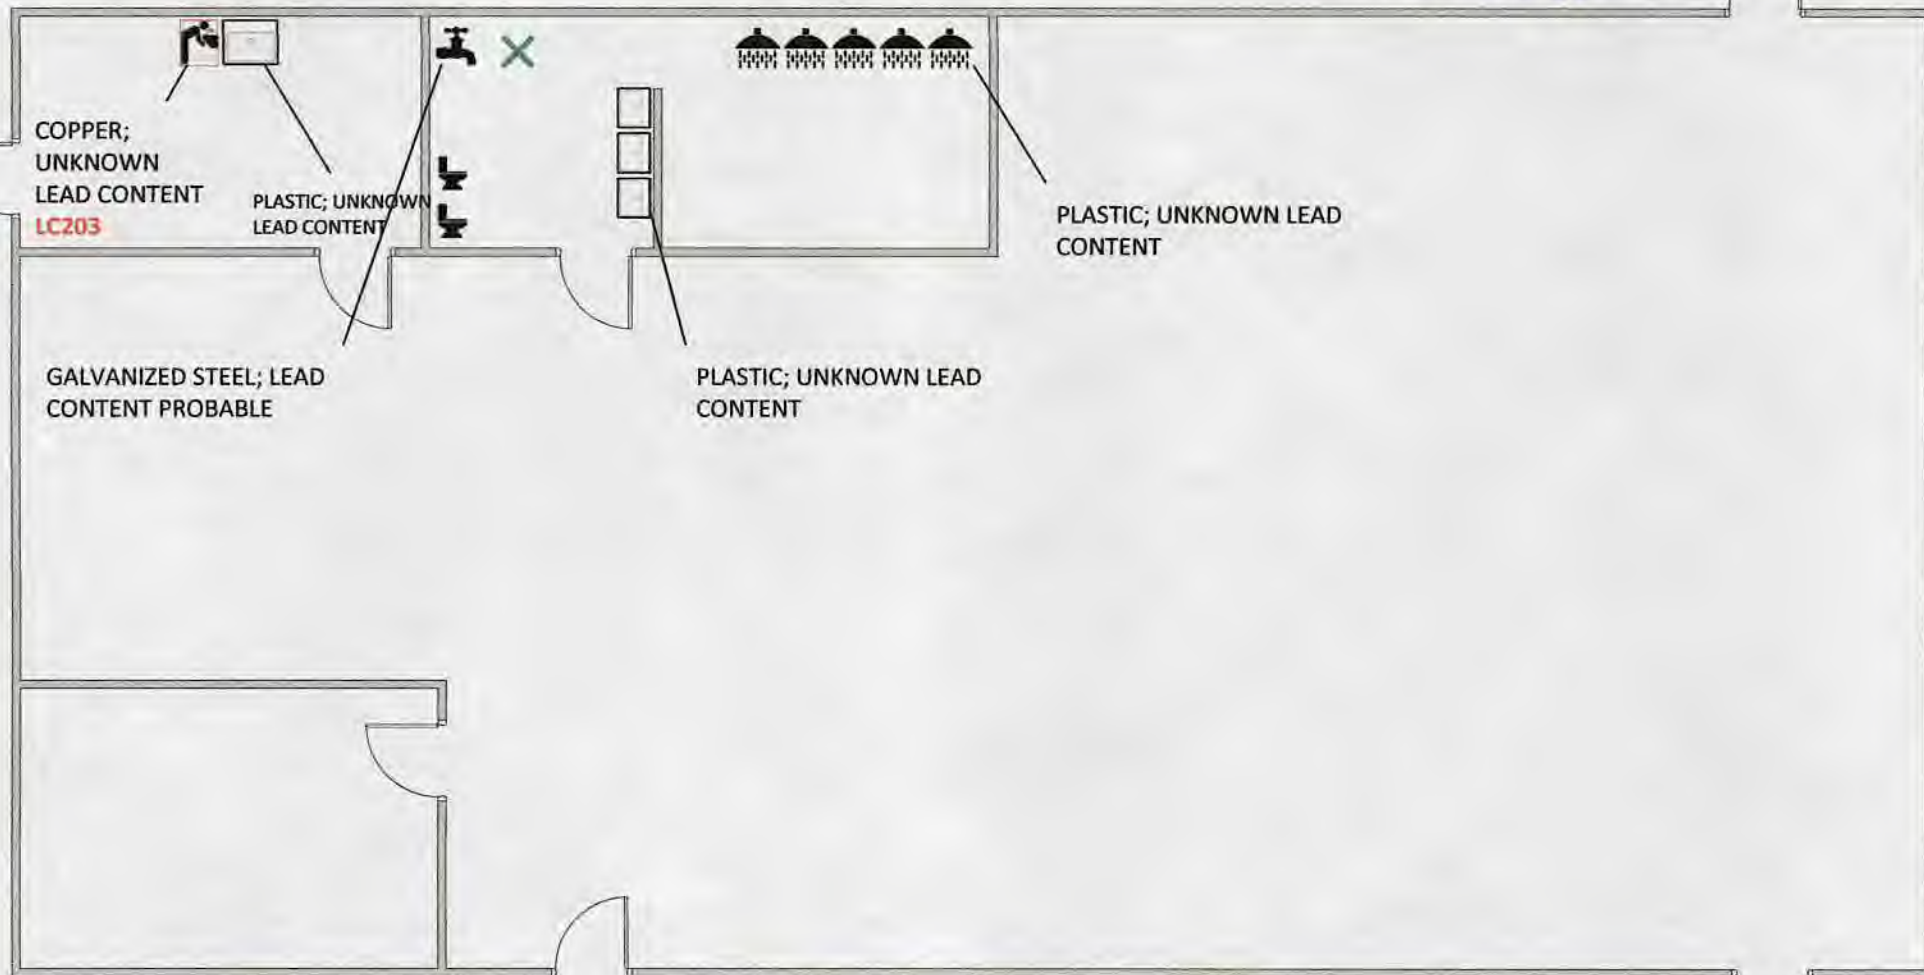 COPPER;
UNKNOWN
LEAD CONTENT
LC203
PLASTIC; UNKNOWN
LEAD CONTENT
PLASTIC; UNKNOWN LEAD
CONTENT
GALVANIZED STEEL; LEAD
CONTENT PROBABLE
PLASTIC; UNKNOWN LEAD
CONTENT